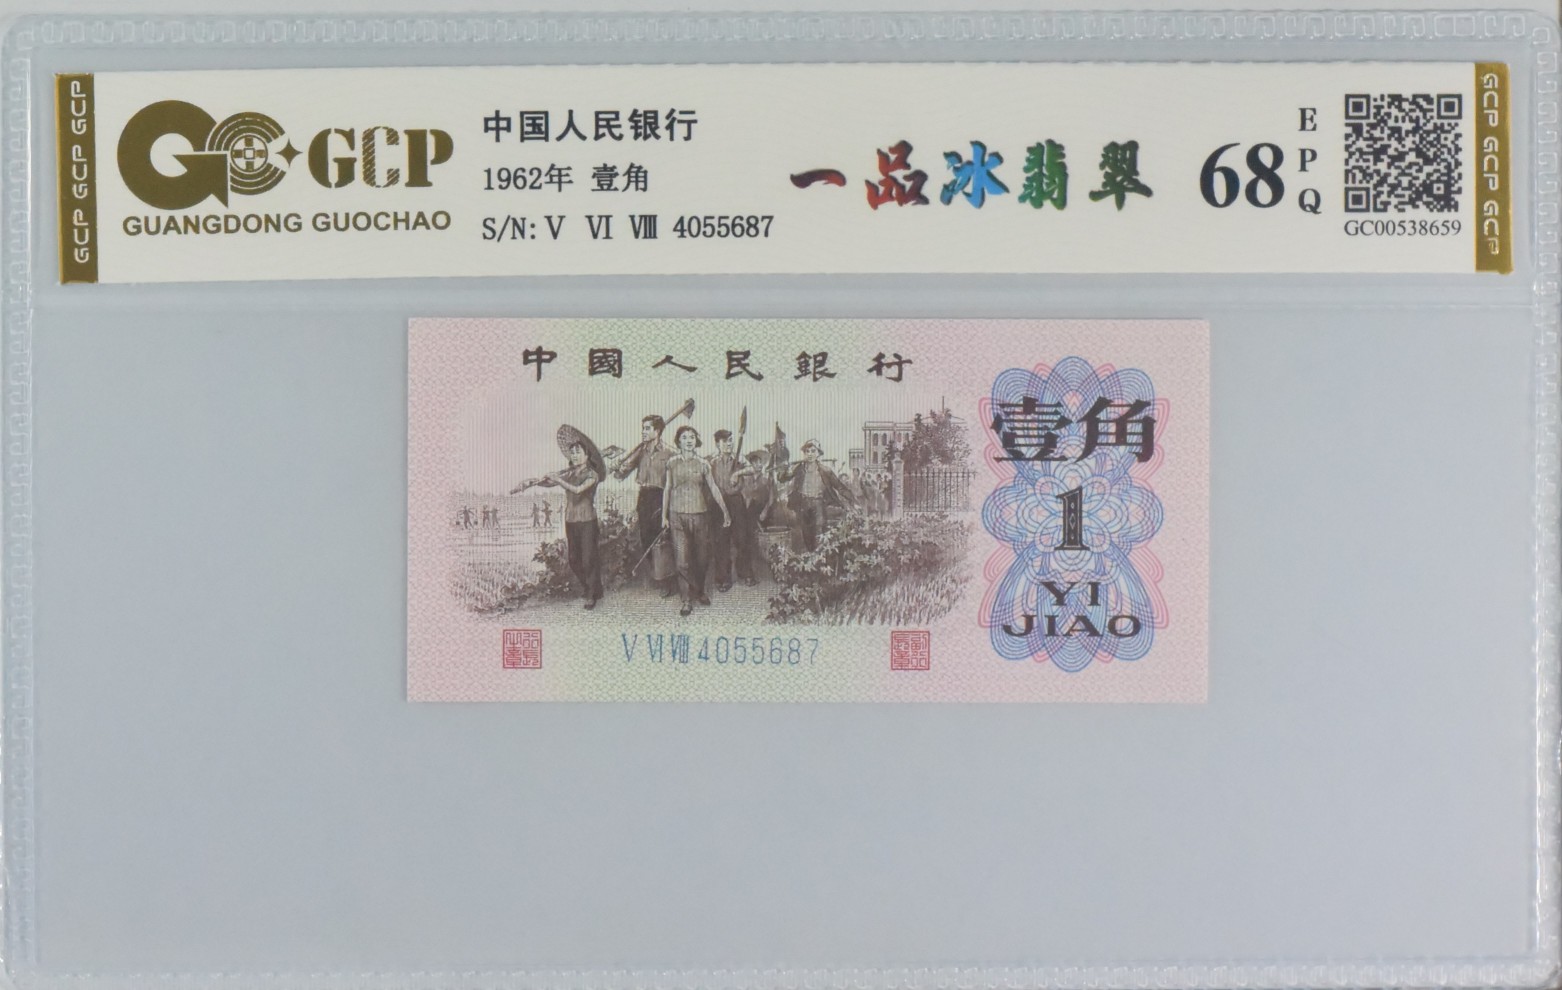 GCP GCP GCP
GCP
GUANGDONG GUOCHAO
中国人民银行
1962年 壹角
S/N: Ⅴ Ⅵ Ⅷ 4055687
一品冰翡翠
68
EPQ
GC00538659
GCP GCP GCP
中國人民銀行
壹角
1
YI
JIAO
Ⅴ Ⅵ Ⅷ 4055687